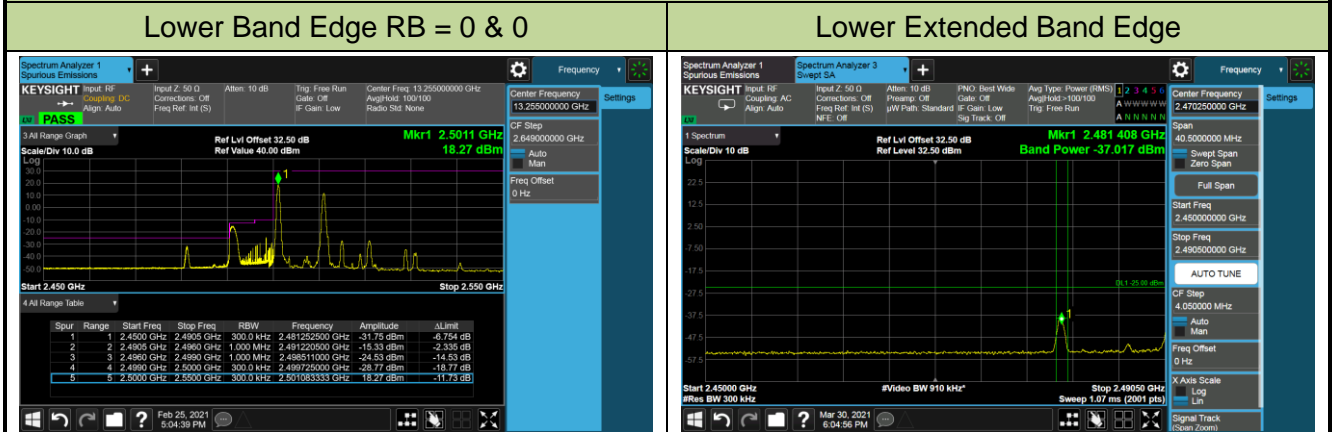 Lower Band Edge RB = 0 & 0
Spectrum Analyzer 1
Spurious Emissions
Frequency
KEYSIGHT
Input: RF
Coupling: DC
Align: Auto
Input Z: 50 Ω
Corrections: Off
Freq Ref: Int (S)
Atten: 10 dB
Trig: Free Run
Gate: Off
IF Gain: Low
Center Freq: 13.255000000 GHz
Avg|Hold: 100/100
Radio Std: None
PASS
Center Frequency
13.255000000 GHz
Settings
CF Step
2.649000000 GHz
Auto
Man
Freq Offset
0 Hz
3 All Range Graph
Scale/Div 10.0 dB
Ref Lvl Offset 32.50 dB
Ref Value 40.00 dBm
Mkr1 2.5011 GHz
18.27 dBm
Log
30.0
20.0
10.0
0.00
-10.0
-20.0
-30.0
-40.0
-50.0
1
Start 2.450 GHz
Stop 2.550 GHz
4 All Range Table
Spur Range Start Freq Stop Freq RBW Frequency Amplitude ΔLimit
1 1 2.4500 GHz 2.4905 GHz 300.0 kHz 2.481252500 GHz -31.75 dBm -6.754 dB
2 2 2.4905 GHz 2.4960 GHz 1.000 MHz 2.491220500 GHz -15.53 dBm -2.335 dB
3 3 2.4960 GHz 2.4990 GHz 1.000 MHz 2.498511000 GHz -24.53 dBm -14.53 dB
4 4 2.4990 GHz 2.5000 GHz 300.0 kHz 2.499725000 GHz -28.77 dBm -18.77 dB
5 5 2.5000 GHz 2.5500 GHz 300.0 kHz 2.501083333 GHz 18.27 dBm -11.73 dB
Feb 25, 2021
5:04:39 PM
Lower Extended Band Edge
Spectrum Analyzer 1
Spurious Emissions
Spectrum Analyzer 3
Swept SA
Frequency
KEYSIGHT
Input: RF
Coupling: AC
Align: Auto
Input Z: 50 Ω
Corrections: Off
Freq Ref: Int (S)
NFE: Off
Atten: 10 dB
Preamp: Off
µW Path: Standard
PNO: Best Wide
Gate: Off
IF Gain: Low
Sig Track: Off
Avg Type: Power (RMS)
Avg|Hold: >100/100
Trig: Free Run
1 2 3 4 5 6
A W W W W W
A N N N N N
Center Frequency
2.470250000 GHz
Settings
Span
40.5000000 MHz
Swept Span
Zero Span
Full Span
Start Freq
2.450000000 GHz
Stop Freq
2.490500000 GHz
AUTO TUNE
CF Step
4.050000 MHz
Auto
Man
Freq Offset
0 Hz
X Axis Scale
Log
Lin
Signal Track
(Span Zoom)
1 Spectrum
Scale/Div 10 dB
Ref Lvl Offset 32.50 dB
Ref Level 32.50 dBm
Mkr1 2.481 408 GHz
Band Power -37.017 dBm
Log
22.5
12.5
2.50
-7.50
-17.5
-27.5
-37.5
-47.5
-57.5
DL1 -25.00 dBm
1
Start 2.45000 GHz
#Res BW 300 kHz
#Video BW 910 kHz*
Stop 2.49050 GHz
Sweep 1.07 ms (2001 pts)
Mar 30, 2021
6:04:56 PM